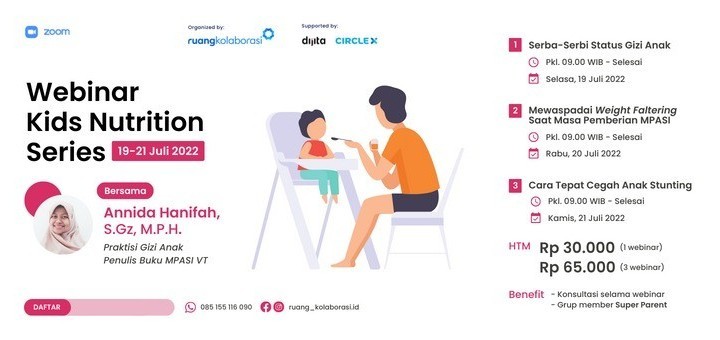 zoom
Organized by:
ruangkolaborasi
Supported by:
dijita CIRCLEX
Webinar
Kids Nutrition
Series 19-21 Juli 2022
Bersama
Annida Hanifah,
S.Gz, M.P.H.
Praktisi Gizi Anak
Penulis Buku MPASI VT
DAFTAR
085 155 116 090
ruang_kolaborasi.id
1 Serba-Serbi Status Gizi Anak
Pkl. 09.00 WIB - Selesai
Selasa, 19 Juli 2022
2 Mewaspadai Weight Faltering
Saat Masa Pemberian MPASI
Pkl. 09.00 WIB - Selesai
Rabu, 20 Juli 2022
3 Cara Tepat Cegah Anak Stunting
Pkl. 09.00 WIB - Selesai
Kamis, 21 Juli 2022
HTM Rp 30.000 (1 webinar)
Rp 65.000 (3 webinar)
Benefit - Konsultasi selama webinar
- Grup member Super Parent